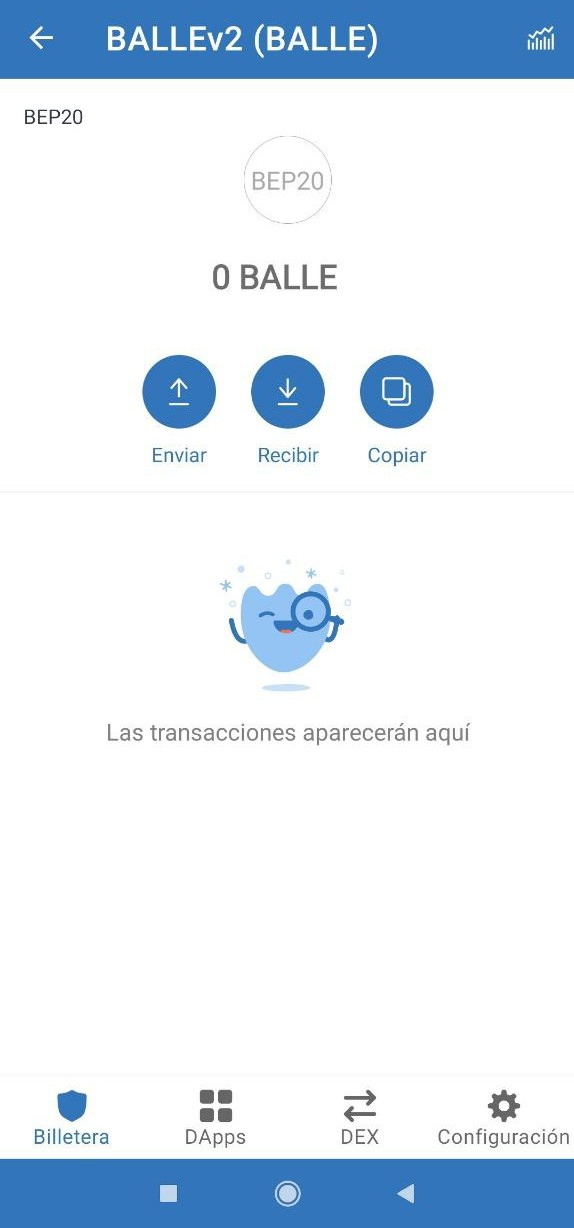 BALLEv2 (BALLE)
BEP20
BEP20
0 BALLE
Enviar
Recibir
Copiar
Las transacciones aparecerán aquí
Billetera
DApps
DEX
Configuración